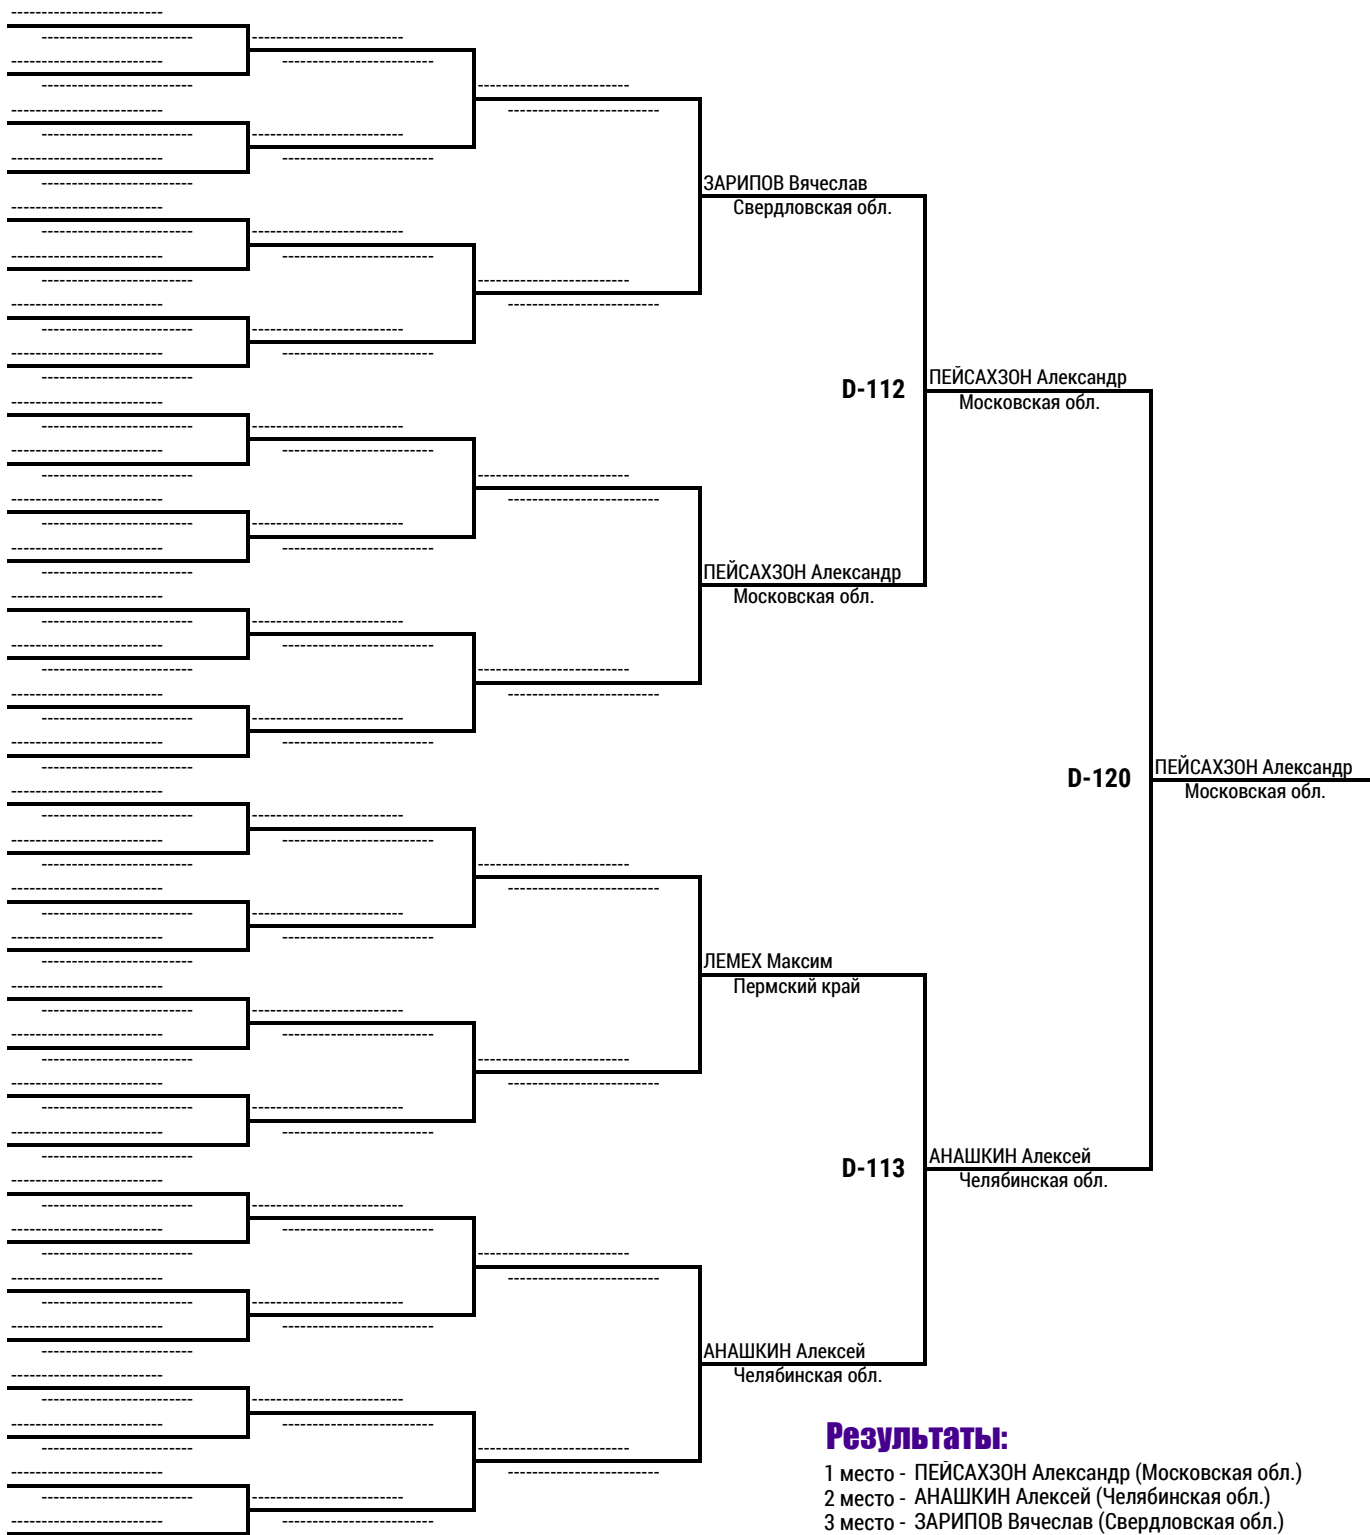 ЗАРИПОВ Вячеслав
Свердловская обл.
D-112
ПЕЙСАХЗОН Александр
Московская обл.
ПЕЙСАХЗОН Александр
Московская обл.
D-120
ПЕЙСАХЗОН Александр
Московская обл.
ЛЕМЕХ Максим
Пермский край
D-113
АНАШКИН Алексей
Челябинская обл.
АНАШКИН Алексей
Челябинская обл.
Результаты:
1 место - ПЕЙСАХЗОН Александр (Московская обл.)
2 место - АНАШКИН Алексей (Челябинская обл.)
3 место - ЗАРИПОВ Вячеслав (Свердловская обл.)